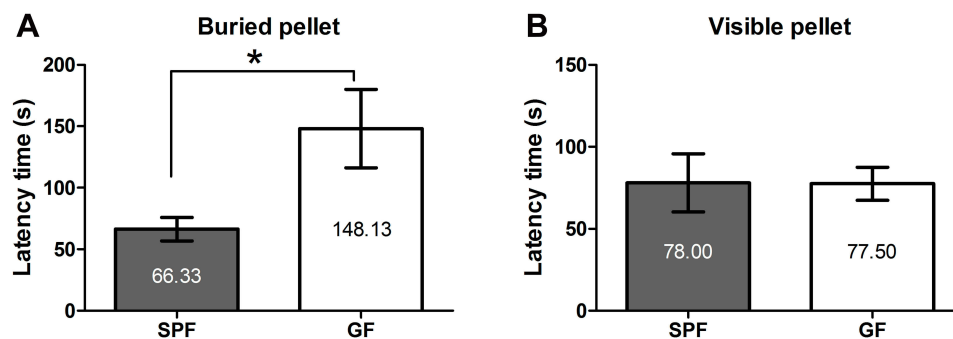 A
Buried pellet
Latency time (s)
200
150
100
50
0
*
66.33
148.13
SPF
GF
B
Visible pellet
Latency time (s)
150
100
50
0
78.00
77.50
SPF
GF